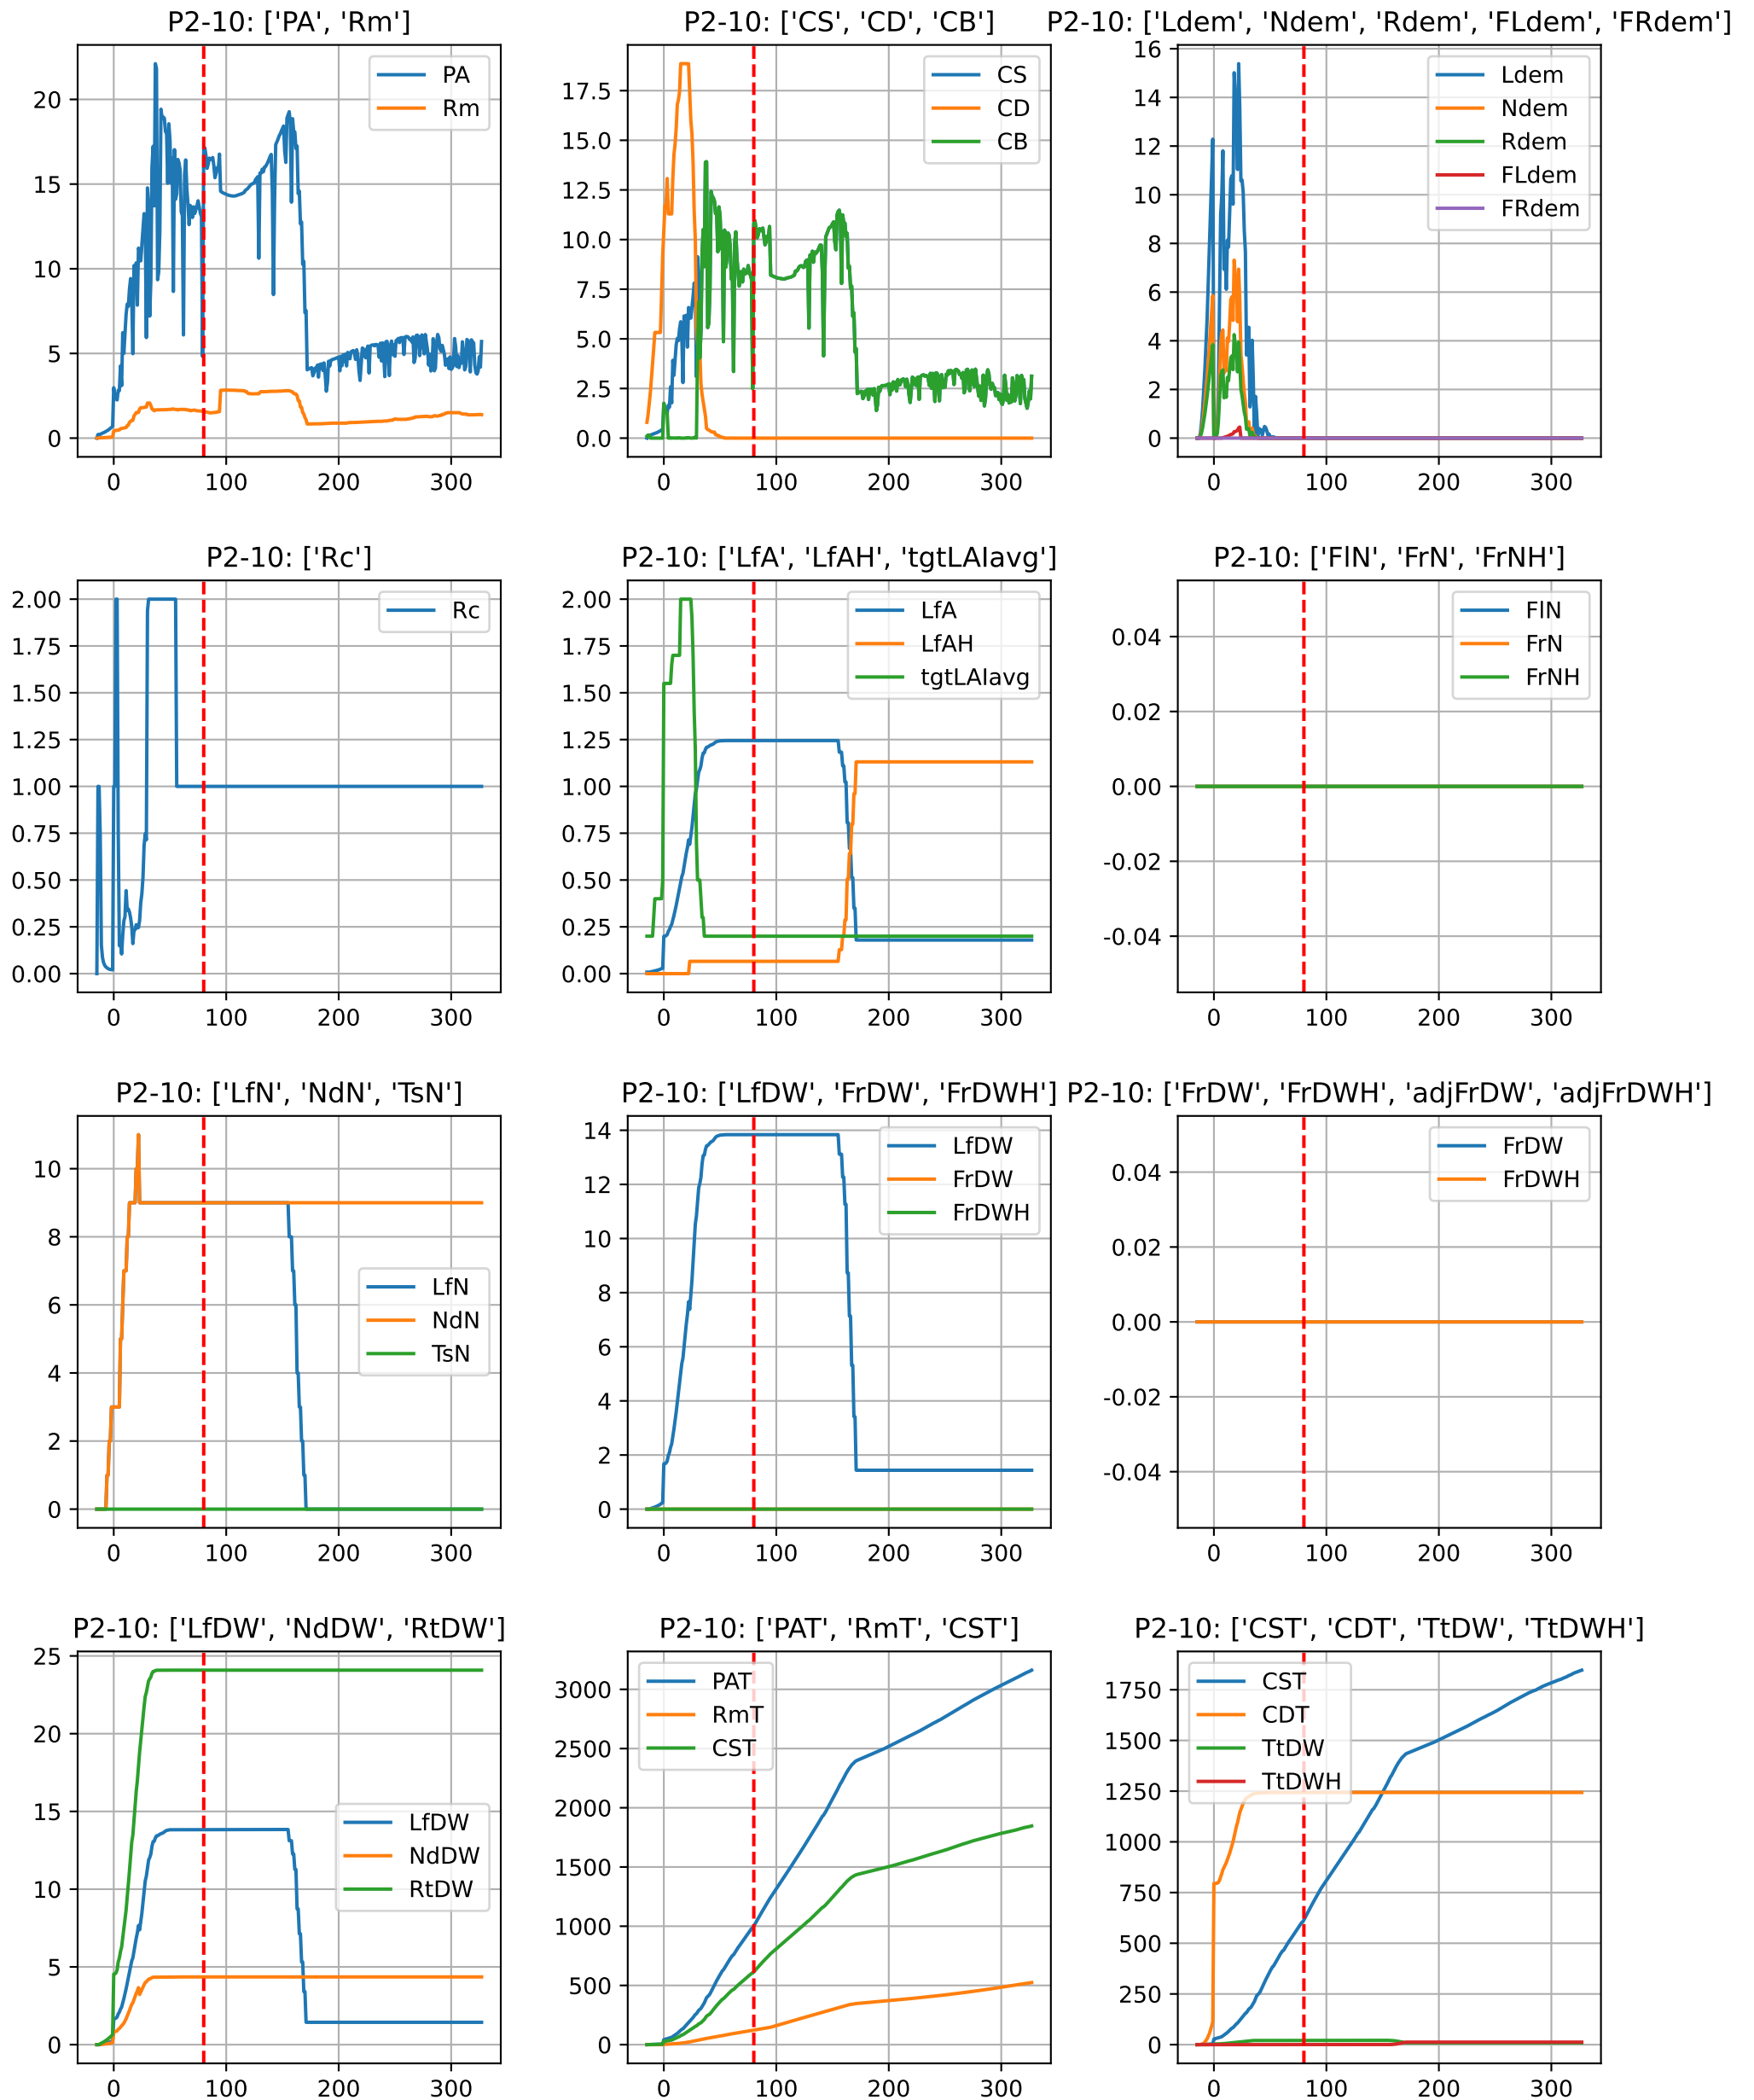 P2-10: ['PA', 'Rm']
20
15
10
5
0
0 100 200 300
PA
Rm
P2-10: ['CS', 'CD', 'CB']
17.5
15.0
12.5
10.0
7.5
5.0
2.5
0.0
0 100 200 300
CS
CD
CB
P2-10: ['Ldem', 'Ndem', 'Rdem', 'FLdem', 'FRdem']
16
14
12
10
8
6
4
2
0
0 100 200 300
Ldem
Ndem
Rdem
FLdem
FRdem
P2-10: ['Rc']
2.00
1.75
1.50
1.25
1.00
0.75
0.50
0.25
0.00
0 100 200 300
Rc
P2-10: ['LfA', 'LfAH', 'tgtLAIavg']
2.00
1.75
1.50
1.25
1.00
0.75
0.50
0.25
0.00
0 100 200 300
LfA
LfAH
tgtLAIavg
P2-10: ['FlN', 'FrN', 'FrNH']
0.04
0.02
0.00
-0.02
-0.04
0 100 200 300
FlN
FrN
FrNH
P2-10: ['LfN', 'NdN', 'TsN']
10
8
6
4
2
0
0 100 200 300
LfN
NdN
TsN
P2-10: ['LfDW', 'FrDW', 'FrDWH']
14
12
10
8
6
4
2
0
0 100 200 300
LfDW
FrDW
FrDWH
P2-10: ['FrDW', 'FrDWH', 'adjFrDW', 'adjFrDWH']
0.04
0.02
0.00
-0.02
-0.04
0 100 200 300
FrDW
FrDWH
P2-10: ['LfDW', 'NdDW', 'RtDW']
25
20
15
10
5
0
0 100 200 300
LfDW
NdDW
RtDW
P2-10: ['PAT', 'RmT', 'CST']
3000
2500
2000
1500
1000
500
0
0 100 200 300
PAT
RmT
CST
P2-10: ['CST', 'CDT', 'TtDW', 'TtDWH']
1750
1500
1250
1000
750
500
250
0
0 100 200 300
CST
CDT
TtDW
TtDWH